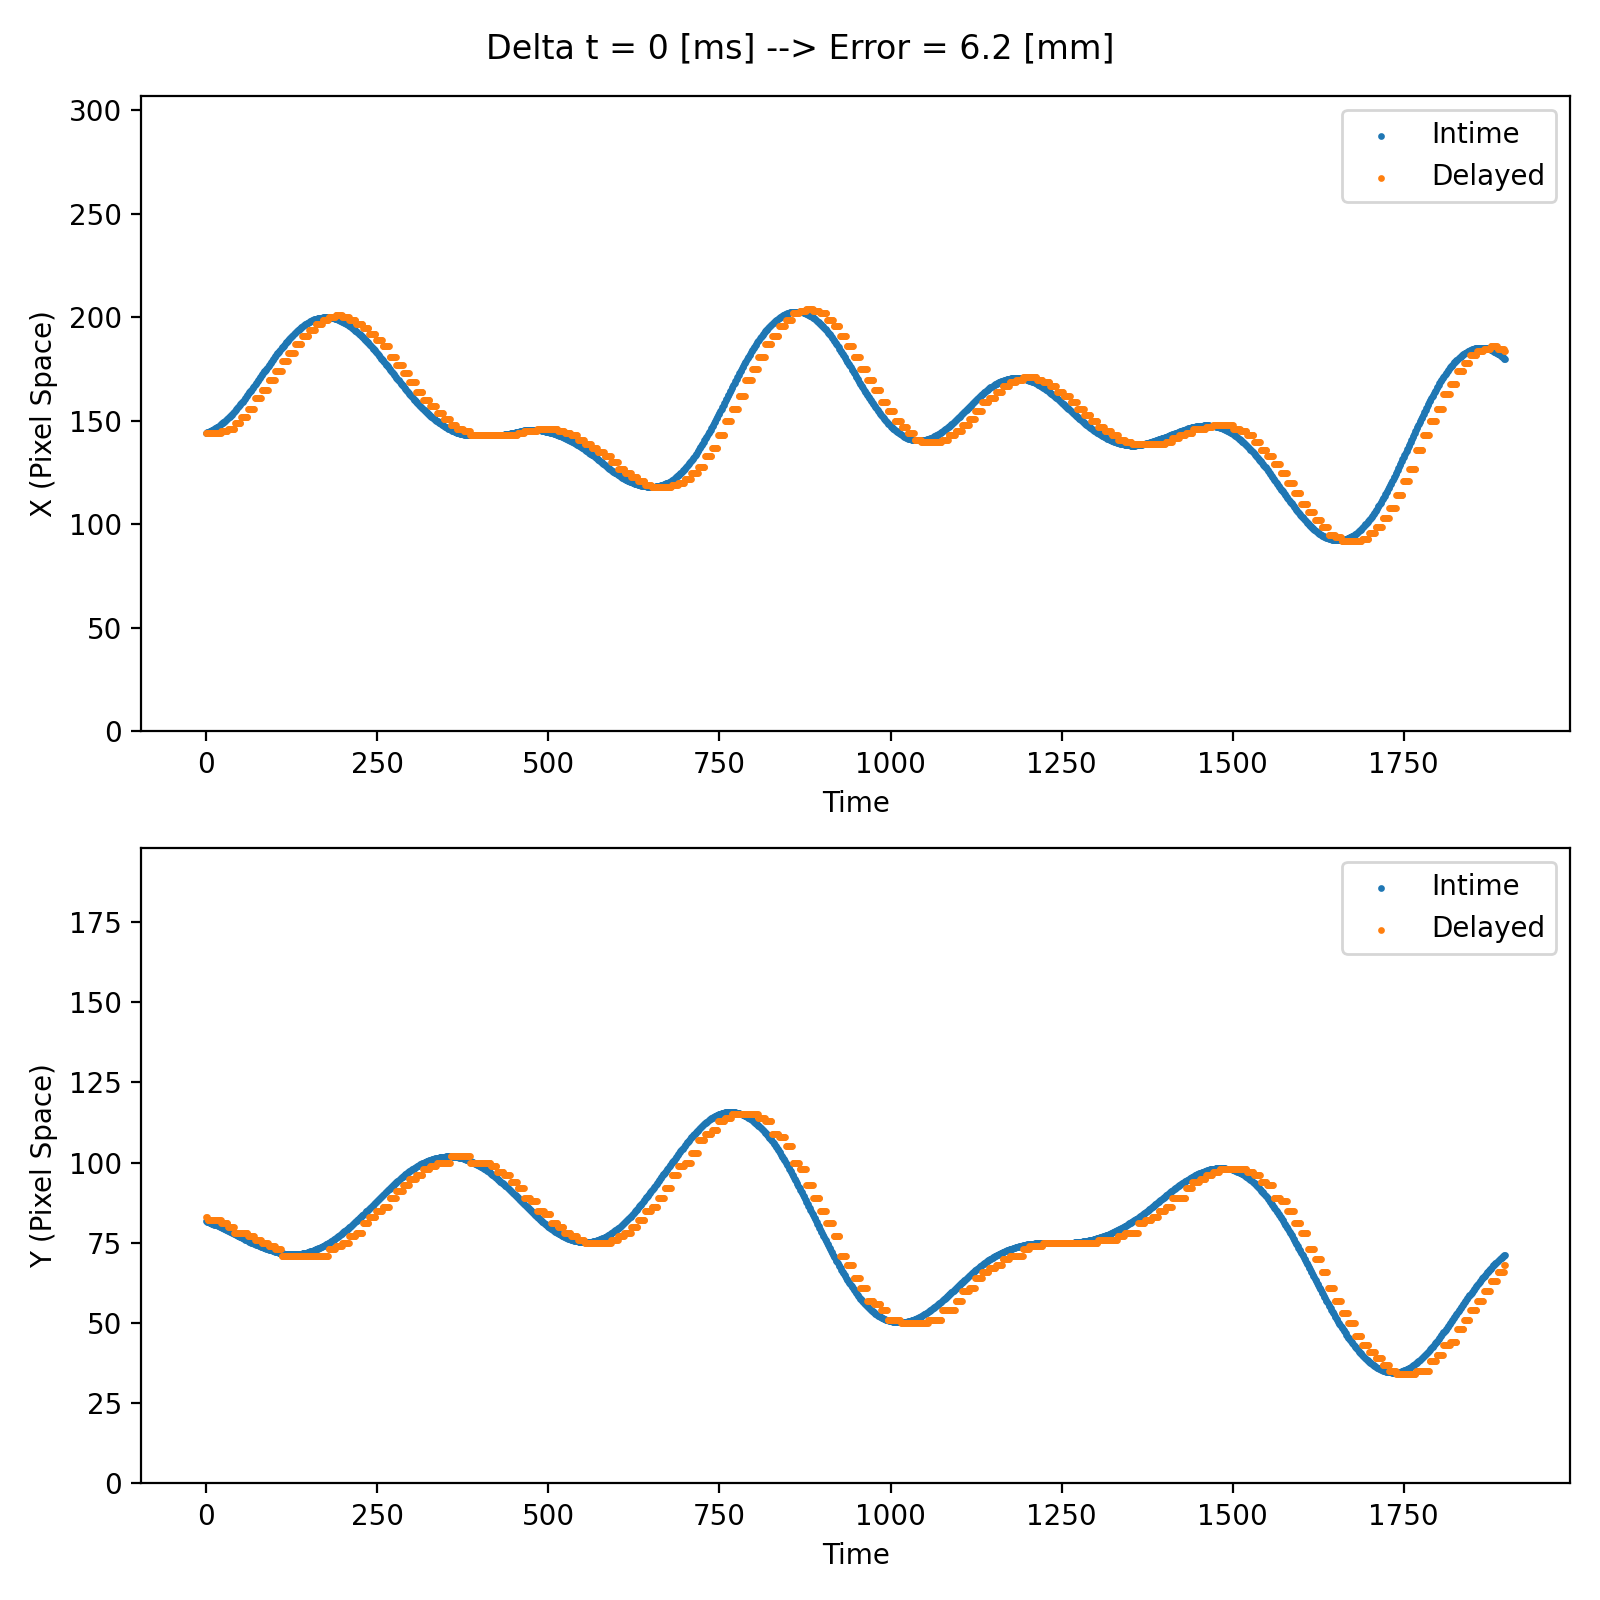 Delta t = 0 [ms] --> Error = 6.2 [mm]
300
250
200
150
100
50
0
X (Pixel Space)
Intime
Delayed
0 250 500 750 1000 1250 1500 1750
Time
175
150
125
100
75
50
25
0
Y (Pixel Space)
Intime
Delayed
0 250 500 750 1000 1250 1500 1750
Time